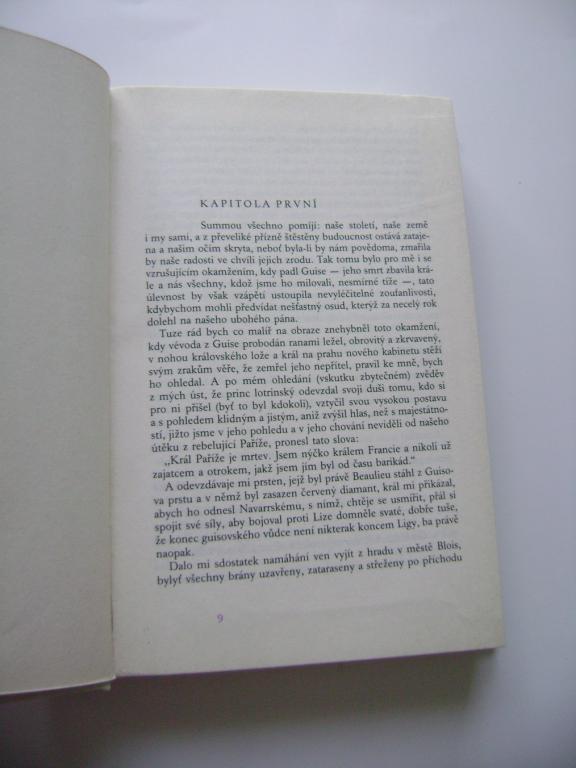 KAPITOLA PRVNÍ
Summou všechno pomíjí: naše století, naše země
i my sami, a z převeliké přízně štěstěny budoucnost ostává zataje-
na a našim očím skryta, neboť byla-li by nám povědoma, zmařila
by naše radosti ve chvíli jejich zrodu. Tak tomu bylo pro mě i se
vzrušujícím okamžením, kdy padl Guise — jeho smrt zbavila krá-
le a nás všechny, kdož jsme ho milovali, nesmírné tíže —, tato
úlevnost by však vzápětí ustoupila nevyléčitelné zoufalivosti,
kdybychom mohli předvídat nešťastný osud, kterýž za necelý rok
dolehl na našeho ubohého pána.
Tuze rád bych co malíř na obraze znehybněl toto okamžení,
kdy vévoda z Guise probodán ranami ležel, obrovitý a zkrvavený,
v nohou královského lože a král na prahu nového kabinetu stěží
svým zrakům věře, že zemřel jeho nepřítel, pravil ke mně, bych
ho ohledal. A po mém ohledání (vskutku zbytečném) zvěděv
z mých úst, že princ lotrinský odevzdal svoji duši tomu, kdo si
pro ni přišel (byť to byl kdokoli), vztyčil svou vysokou postavu
a s pohledem klidným a jistým, aniž zvýšil hlas, než s majestátno-
stí, jižto jsme v jeho pohledu a v jeho chování neviděli od našeho
útěku z rebelující Paříže, pronesl tato slova:
„Král Paříže je mrtev. Jsem nýčko králem Francie a nikoli už
zajatcem a otrokem, jakž jsem jím byl od času barikád.“
A odevzdávaje mi prsten, jejž byl právě Beaulieu stáhl z Guiso-
va prstu a v němž byl zasazen červený diamant, král mi přikázal,
abych ho odnesl Navarrskému, s nímž, chtěje se usmířit, přál si
spojit své síly, aby bojoval proti Lize domněle svaté, dobře tuše,
že konec guisovského vůdce není nikterak koncem Ligy, ba právě
naopak.
Dalo mi sdostatek namáhání ven vyjít z hradu v městě Blois,
bylyť všechny brány uzavřeny, zataraseny a střeženy po příchodu
9